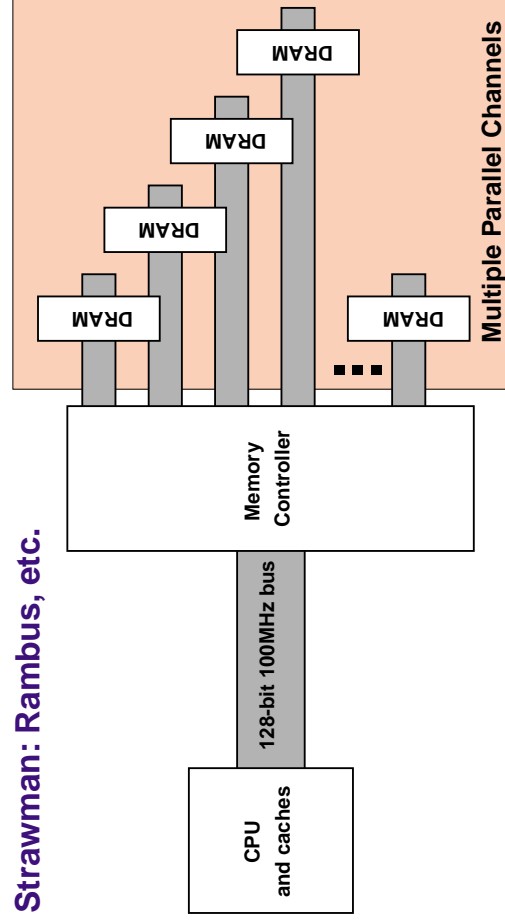 Strawman: Rambus, etc.
CPU
and caches
128-bit 100MHz bus
Memory
Controller
DRAM
DRAM
DRAM
DRAM
DRAM
Multiple Parallel Channels